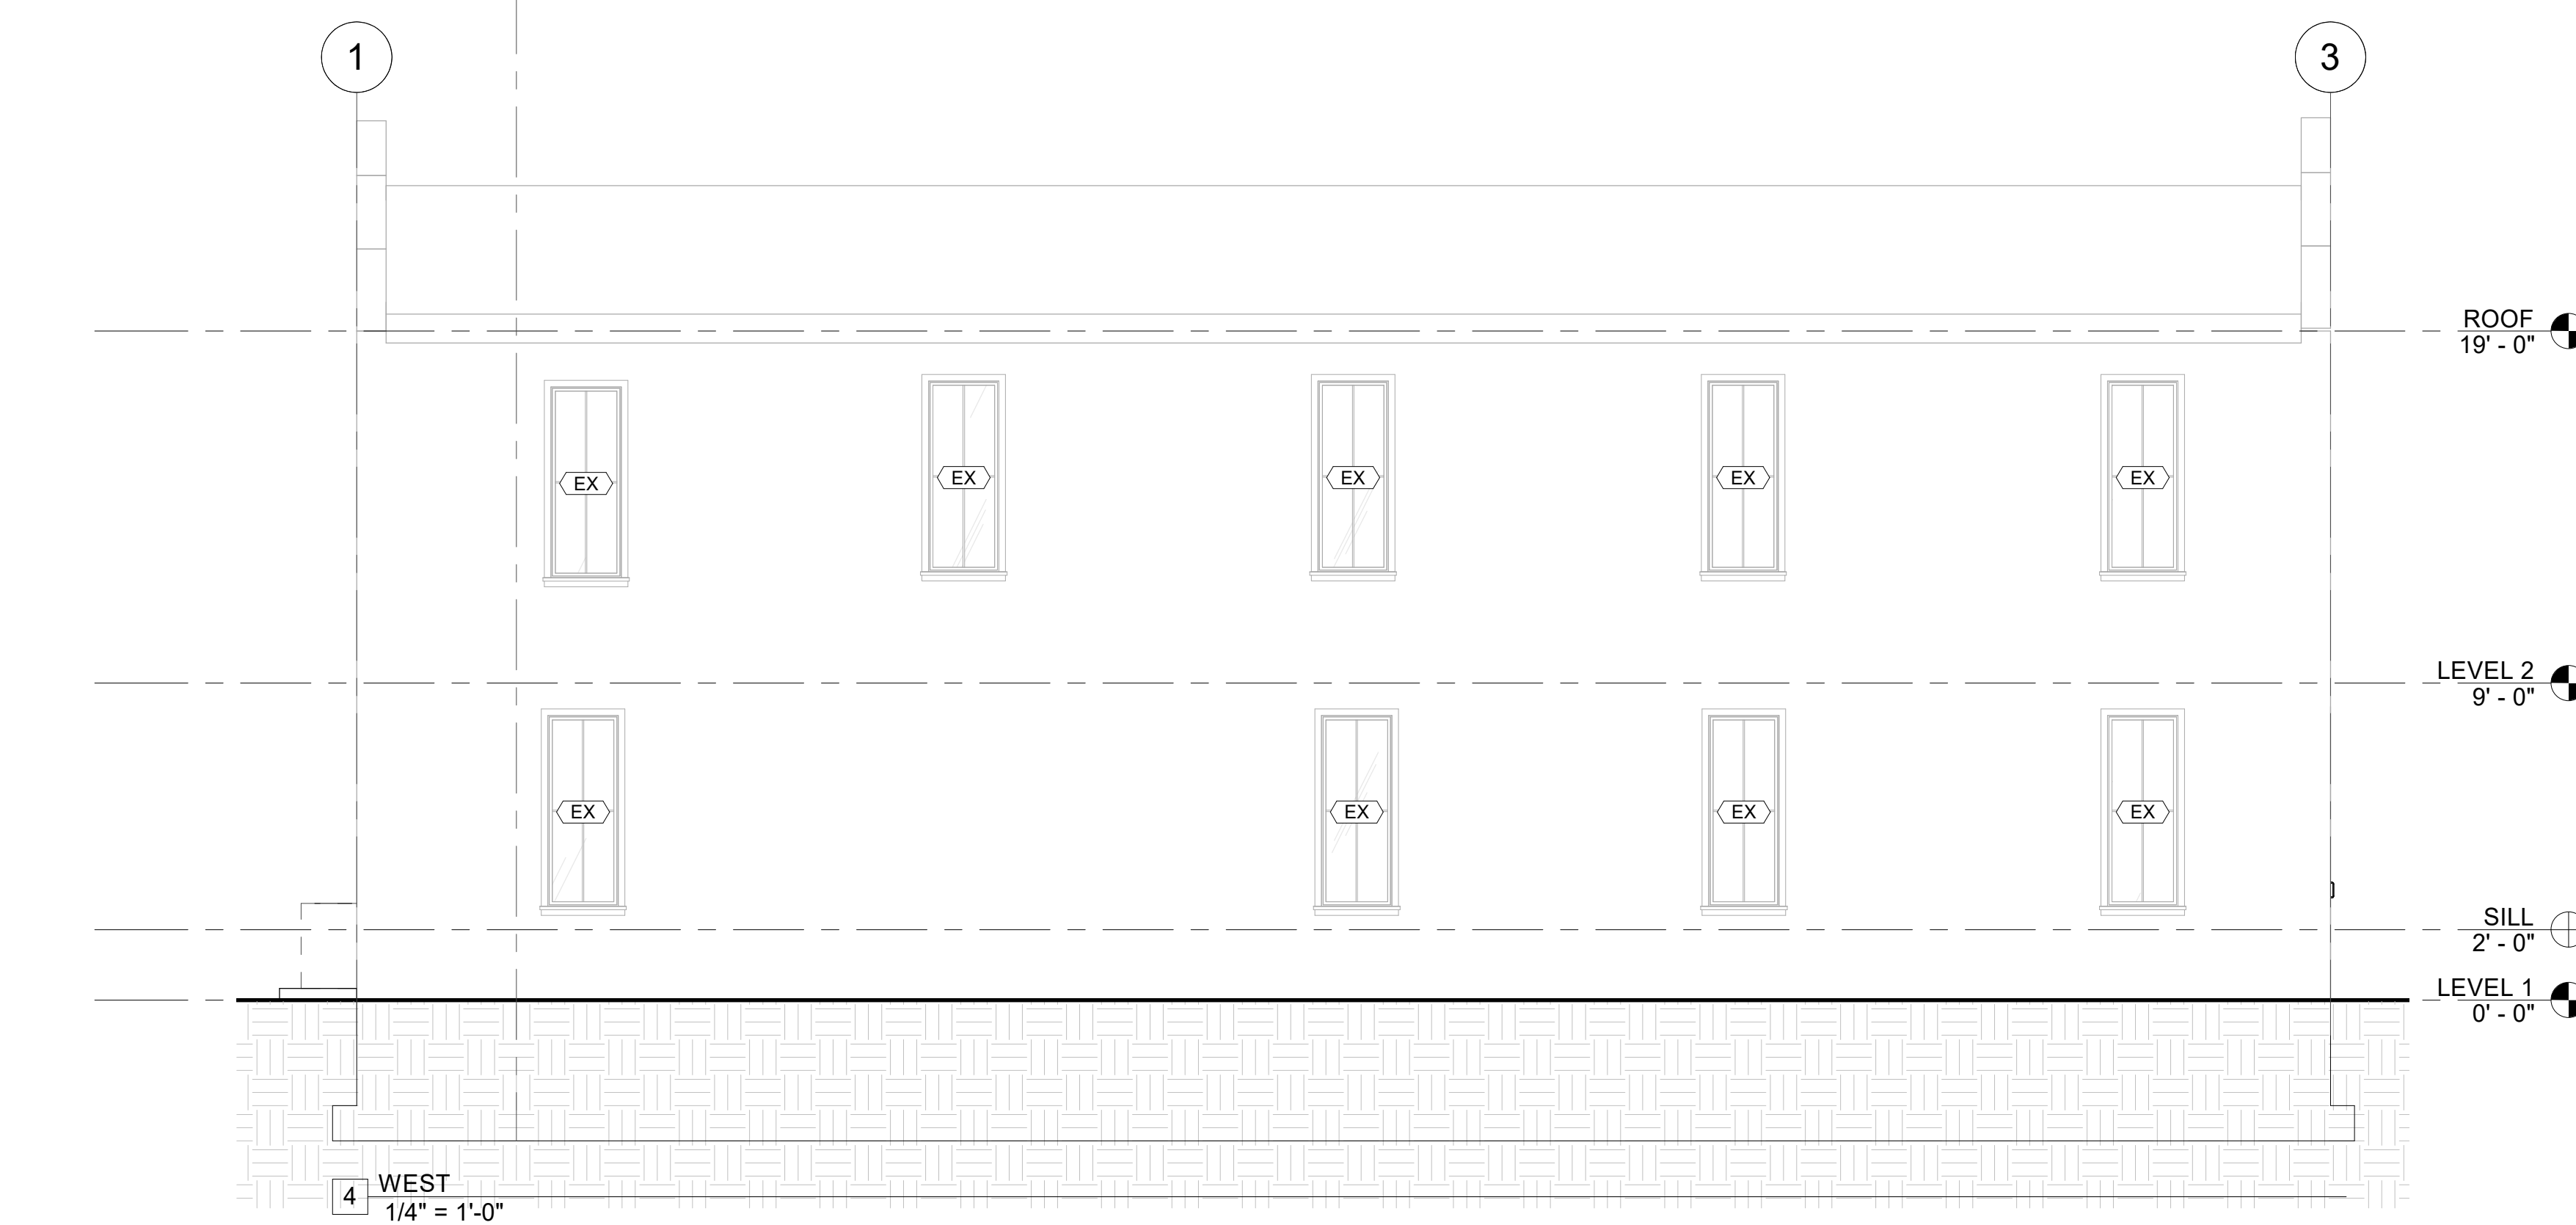 1
3
ROOF
19' - 0"
EX
EX
EX
EX
EX
LEVEL 2
9' - 0"
EX
EX
EX
EX
SILL
2' - 0"
LEVEL 1
0' - 0"
4
WEST
1/4" = 1'-0"